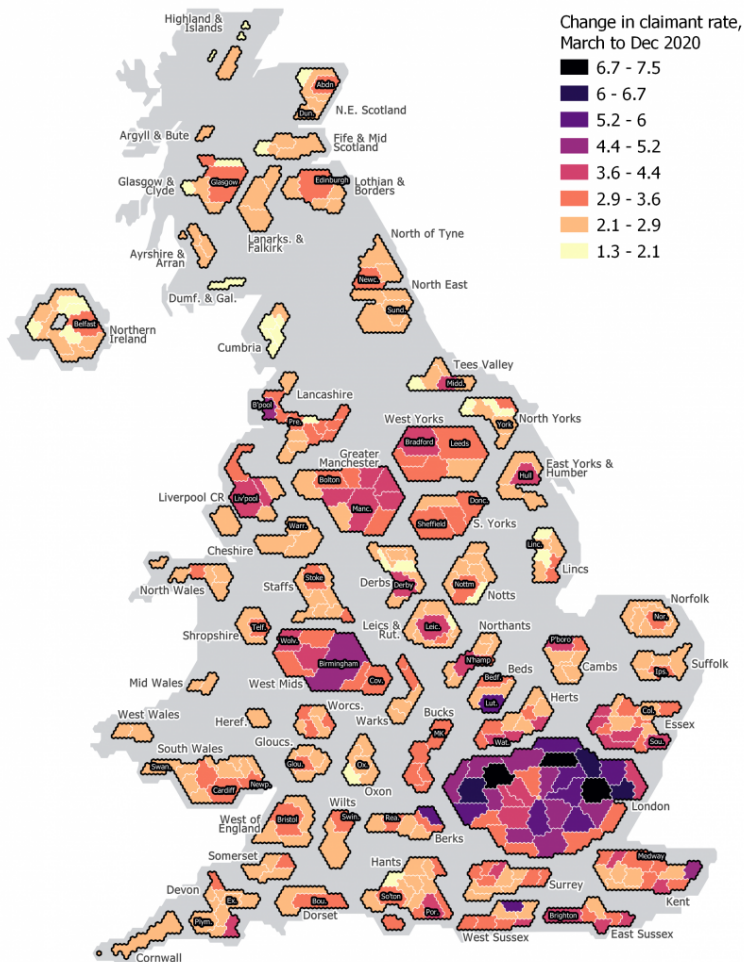 Highland &
Islands
Change in claimant rate,
March to Dec 2020
6.7 - 7.5
6 - 6.7
5.2 - 6
4.4 - 5.2
3.6 - 4.4
2.9 - 3.6
2.1 - 2.9
1.3 - 2.1
Abdn
Dun.
N.E. Scotland
Argyll & Bute
Fife & Mid
Scotland
Glasgow &
Clyde
Glasgow
Edinburgh
Lothian &
Borders
Lanarks. &
Falkirk
Ayrshire &
Arran
North of Tyne
Newc.
North East
Sund.
Dumf. & Gal.
Belfast
Northern
Ireland
Cumbria
Tees Valley
Midd.
Lancashire
B'pool
Pre.
West Yorks
Bradford
Leeds
North Yorks
York
Greater
Manchester
Bolton
Manc.
East Yorks &
Humber
Hull
Liverpool CR
Liv'pool
Donc.
Sheffield
S. Yorks
Warr.
Cheshire
Linc.
Lincs
North Wales
Staffs
Stoke
Derbs
Derby
Nottm
Notts
Norfolk
Nor.
Shropshire
Telf.
Leics &
Rut.
Leic.
Northants
N'hamp.
P'boro
Cambs
Suffolk
Ips.
Wolv.
Birmingham
Cov.
West Mids
Mid Wales
Beds
Bedf.
Lut.
Herts
Wat.
Col.
Essex
Sou.
West Wales
Heref.
Worcs.
Warks
Bucks
MK
South Wales
Swan.
Cardiff
Newp.
Gloucs.
Glou.
Ox.
Oxon
London
West of
England
Bristol
Wilts
Swin.
Rea.
Berks
Somerset
Hants
So'ton
Por.
Surrey
Medway
Kent
Devon
Ex.
Plym.
Bou.
Dorset
West Sussex
Brighton
East Sussex
Cornwall